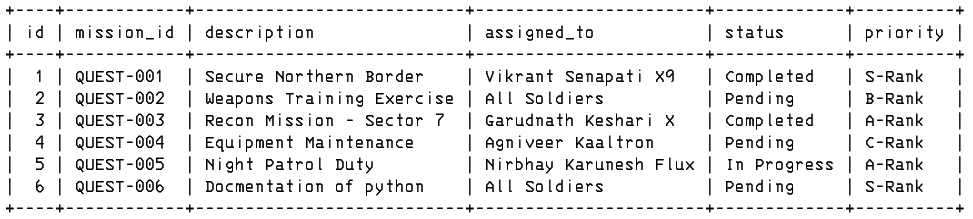 +----+------------+--------------------------+-----------------------+-------------+----------+
| id | mission_id | description              | assigned_to           | status      | priority |
+----+------------+--------------------------+-----------------------+-------------+----------+
|  1 | QUEST-001  | Secure Northern Border   | Vikrant Senapati X9   | Completed   | S-Rank   |
|  2 | QUEST-002  | Weapons Training Exercise | All Soldiers          | Pending     | B-Rank   |
|  3 | QUEST-003  | Recon Mission - Sector 7 | Garudnath Keshari X   | Completed   | A-Rank   |
|  4 | QUEST-004  | Equipment Maintenance    | Agniveer Kaaltron     | Pending     | C-Rank   |
|  5 | QUEST-005  | Night Patrol Duty        | Nirbhay Karunesh Flux | In Progress | A-Rank   |
|  6 | QUEST-006  | Docmentation of python   | All Soldiers          | Pending     | S-Rank   |
+----+------------+--------------------------+-----------------------+-------------+----------+